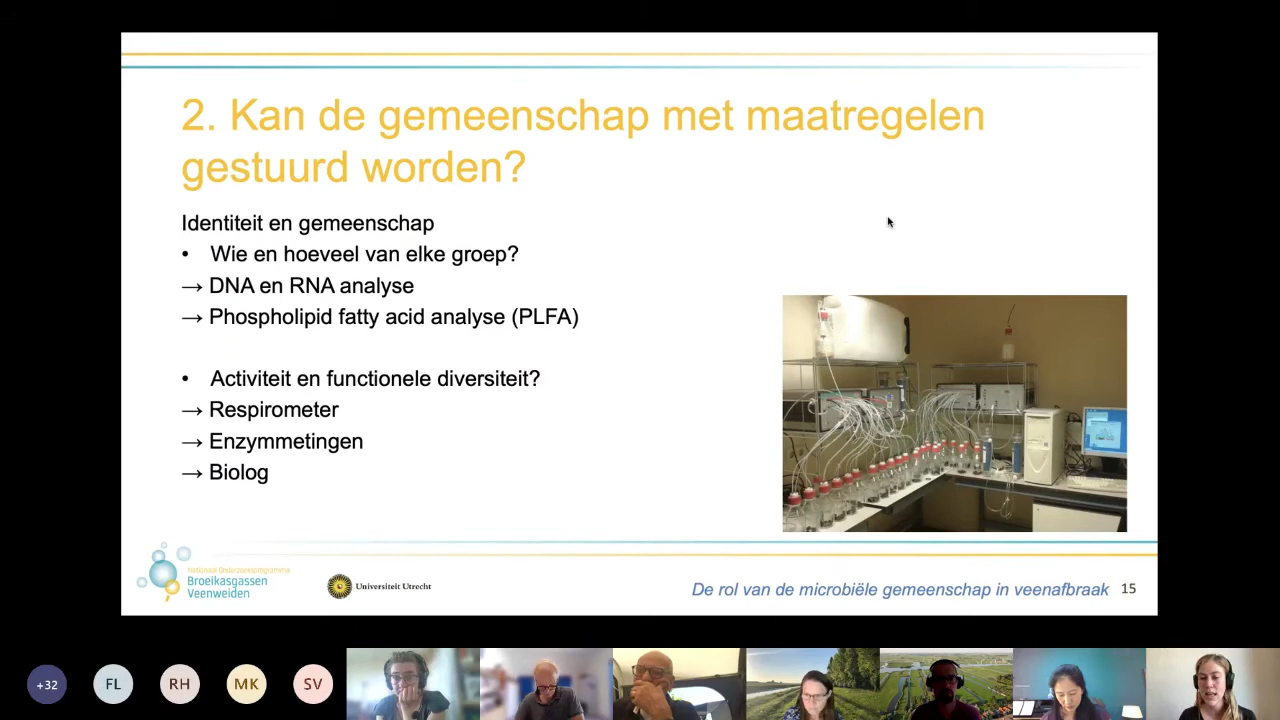 2. Kan de gemeenschap met maatregelen
gestuurd worden?
Identiteit en gemeenschap
• Wie en hoeveel van elke groep?
→ DNA en RNA analyse
→ Phospholipid fatty acid analyse (PLFA)
• Activiteit en functionele diversiteit?
→ Respirometer
→ Enzymmetingen
→ Biolog
Nationaal Onderzoeksprogramma
Broeikasgassen
Veenweiden
Universiteit Utrecht
De rol van de microbiële gemeenschap in veenafbraak 15
+32 FL RH MK SV